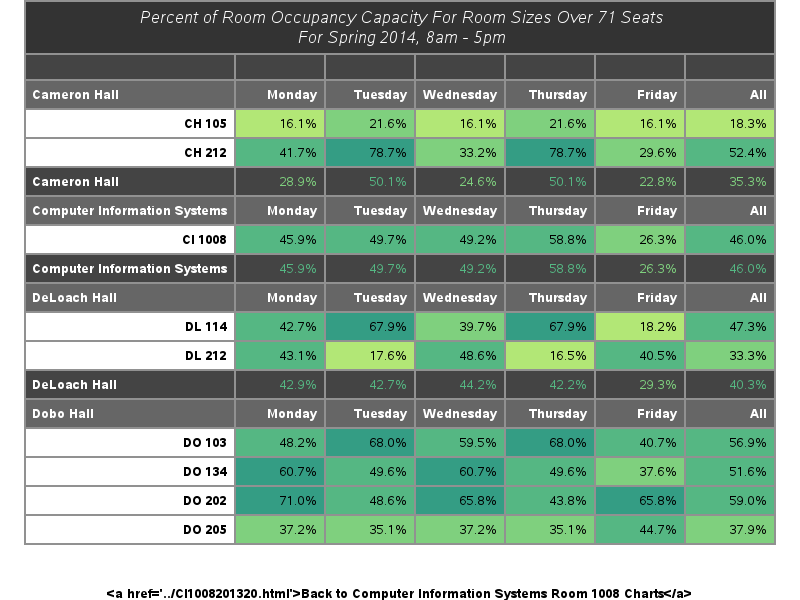 Percent of Room Occupancy Capacity For Room Sizes Over 71 Seats
For Spring 2014, 8am - 5pm
Cameron Hall Monday Tuesday Wednesday Thursday Friday All
CH 105 16.1% 21.6% 16.1% 21.6% 16.1% 18.3%
CH 212 41.7% 78.7% 33.2% 78.7% 29.6% 52.4%
Cameron Hall 28.9% 50.1% 24.6% 50.1% 22.8% 35.3%
Computer Information Systems Monday Tuesday Wednesday Thursday Friday All
CI 1008 45.9% 49.7% 49.2% 58.8% 26.3% 46.0%
Computer Information Systems 45.9% 49.7% 49.2% 58.8% 26.3% 46.0%
DeLoach Hall Monday Tuesday Wednesday Thursday Friday All
DL 114 42.7% 67.9% 39.7% 67.9% 18.2% 47.3%
DL 212 43.1% 17.6% 48.6% 16.5% 40.5% 33.3%
DeLoach Hall 42.9% 42.7% 44.2% 42.2% 29.3% 40.3%
Dobo Hall Monday Tuesday Wednesday Thursday Friday All
DO 103 48.2% 68.0% 59.5% 68.0% 40.7% 56.9%
DO 134 60.7% 49.6% 60.7% 49.6% 37.6% 51.6%
DO 202 71.0% 48.6% 65.8% 43.8% 65.8% 59.0%
DO 205 37.2% 35.1% 37.2% 35.1% 44.7% 37.9%
<a href='../CI1008201320.html'>Back to Computer Information Systems Room 1008 Charts</a>